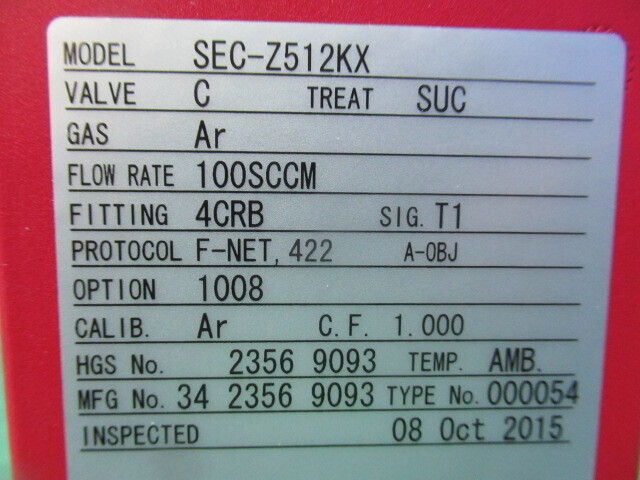 MODEL SEC-Z512KX
VALVE C TREAT SUC
GAS Ar
FLOW RATE 100SCCM
FITTING 4CRB SIG. T1
PROTOCOL F-NET, 422 A-OBJ
OPTION 1008
CALIB. Ar C.F. 1.000
HGS No. 2356 9093 TEMP. AMB.
MFG No. 34 2356 9093 TYPE No. 000054
INSPECTED 08 Oct 2015